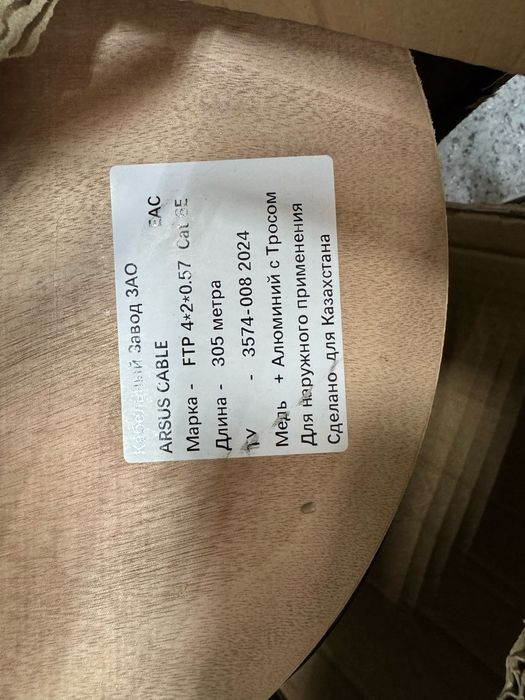 Кабельный Завод ЗАО EAC
ARSUS CABLE
Марка - FTP 4*2*0.57 Cat 5E
Длина - 305 метра
ТУ - 3574-008 2024
Медь + Алюминий с Тросом
Для наружного применения
Сделано для Казахстана